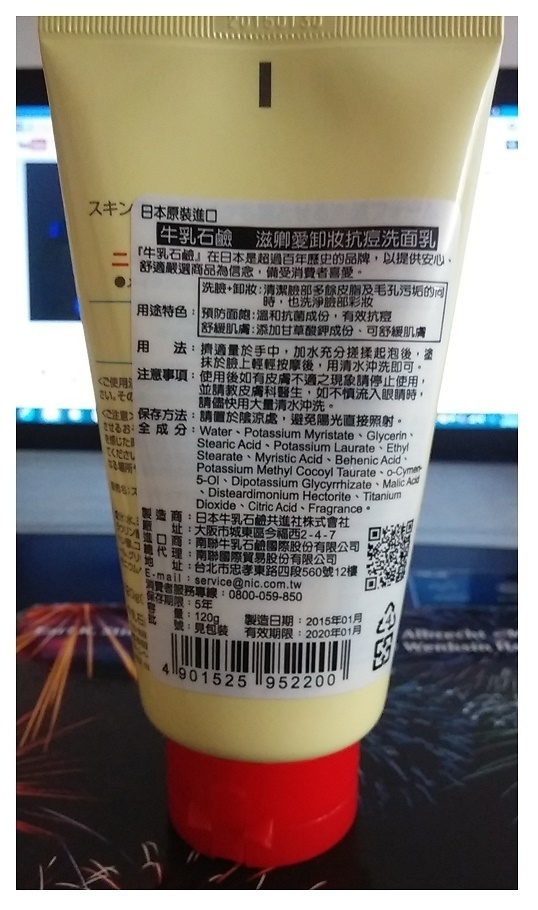 20150130
スキン
日本原裝進口
牛乳石鹼 滋卿愛卸妝抗痘洗面乳
『牛乳石鹼』在日本是超過百年歷史的品牌，以提供安心、
舒適嚴選商品為信念，備受消費者喜愛。
用途特色：
洗臉+卸妝：清潔臉部多餘皮脂及毛孔污垢的同
時，也洗淨臉部彩妝
預防面皰：溫和抗菌成份，有效抗痘
舒緩肌膚：添加甘草酸鉀成份、可舒緩肌膚
用 法：擠適量於手中，加水充分搓揉起泡後，塗
抹於臉上輕輕按摩後，用清水沖洗即可。
注意事項：使用後如有皮膚不適之現象請停止使用，
並請教皮膚科醫生，如不慎流入眼睛時，
請儘快用大量清水沖洗。
保存方法：請置於陰涼處，避免陽光直接照射。
全 成 分：Water、Potassium Myristate、Glycerin、
Stearic Acid、Potassium Laurate、Ethyl
Stearate、Myristic Acid、Behenic Acid、
Potassium Methyl Cocoyl Taurate、o-Cymen-
5-Ol、Dipotassium Glycyrrhizate、Malic Acid
、Disteardimonium Hectorite、Titanium
Dioxide、Citric Acid、Fragrance。
製 造 商：日本牛乳石鹼共進社株式會社
廠 址：大阪市城東區今福西2-4-7
進 口 商：南聯牛乳石鹼國際股份有限公司
總 代 理：南聯國際貿易股份有限公司
地 址：台北市忠孝東路四段560號12樓
E-mail：service@nic.com.tw
消費者服務專線：0800-059-850
保存期限：5年
容 量：120g 製造日期：2015年01月
批 號：見包裝 有效期限：2020年01月
4 901525 952200